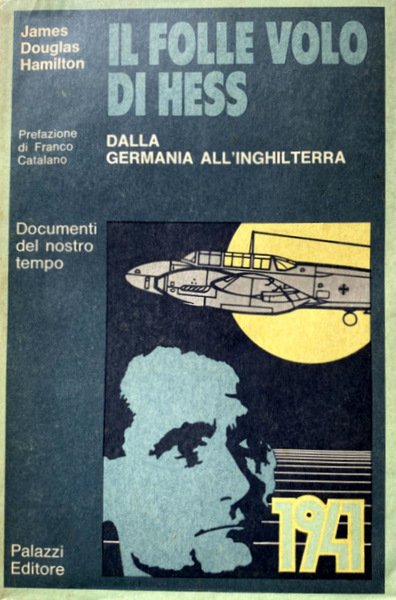 James
Douglas
Hamilton
IL FOLLE VOLO
DI HESS
Prefazione
di Franco
Catalano
DALLA
GERMANIA ALL'INGHILTERRA
Documenti
del nostro
tempo
1941
Palazzi
Editore